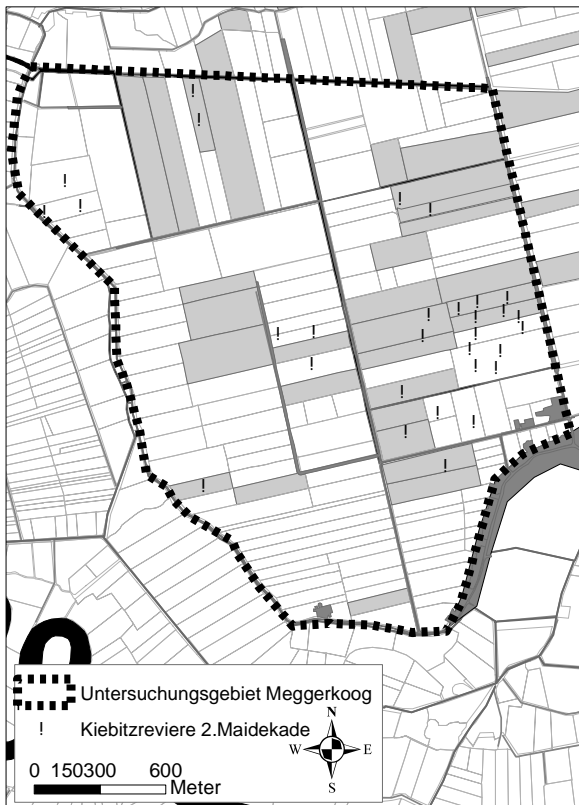 Untersuchungsgebiet Meggerkoog
! Kiebitzreviere 2.Maidekade
N
W E
S
0 150300 600
Meter